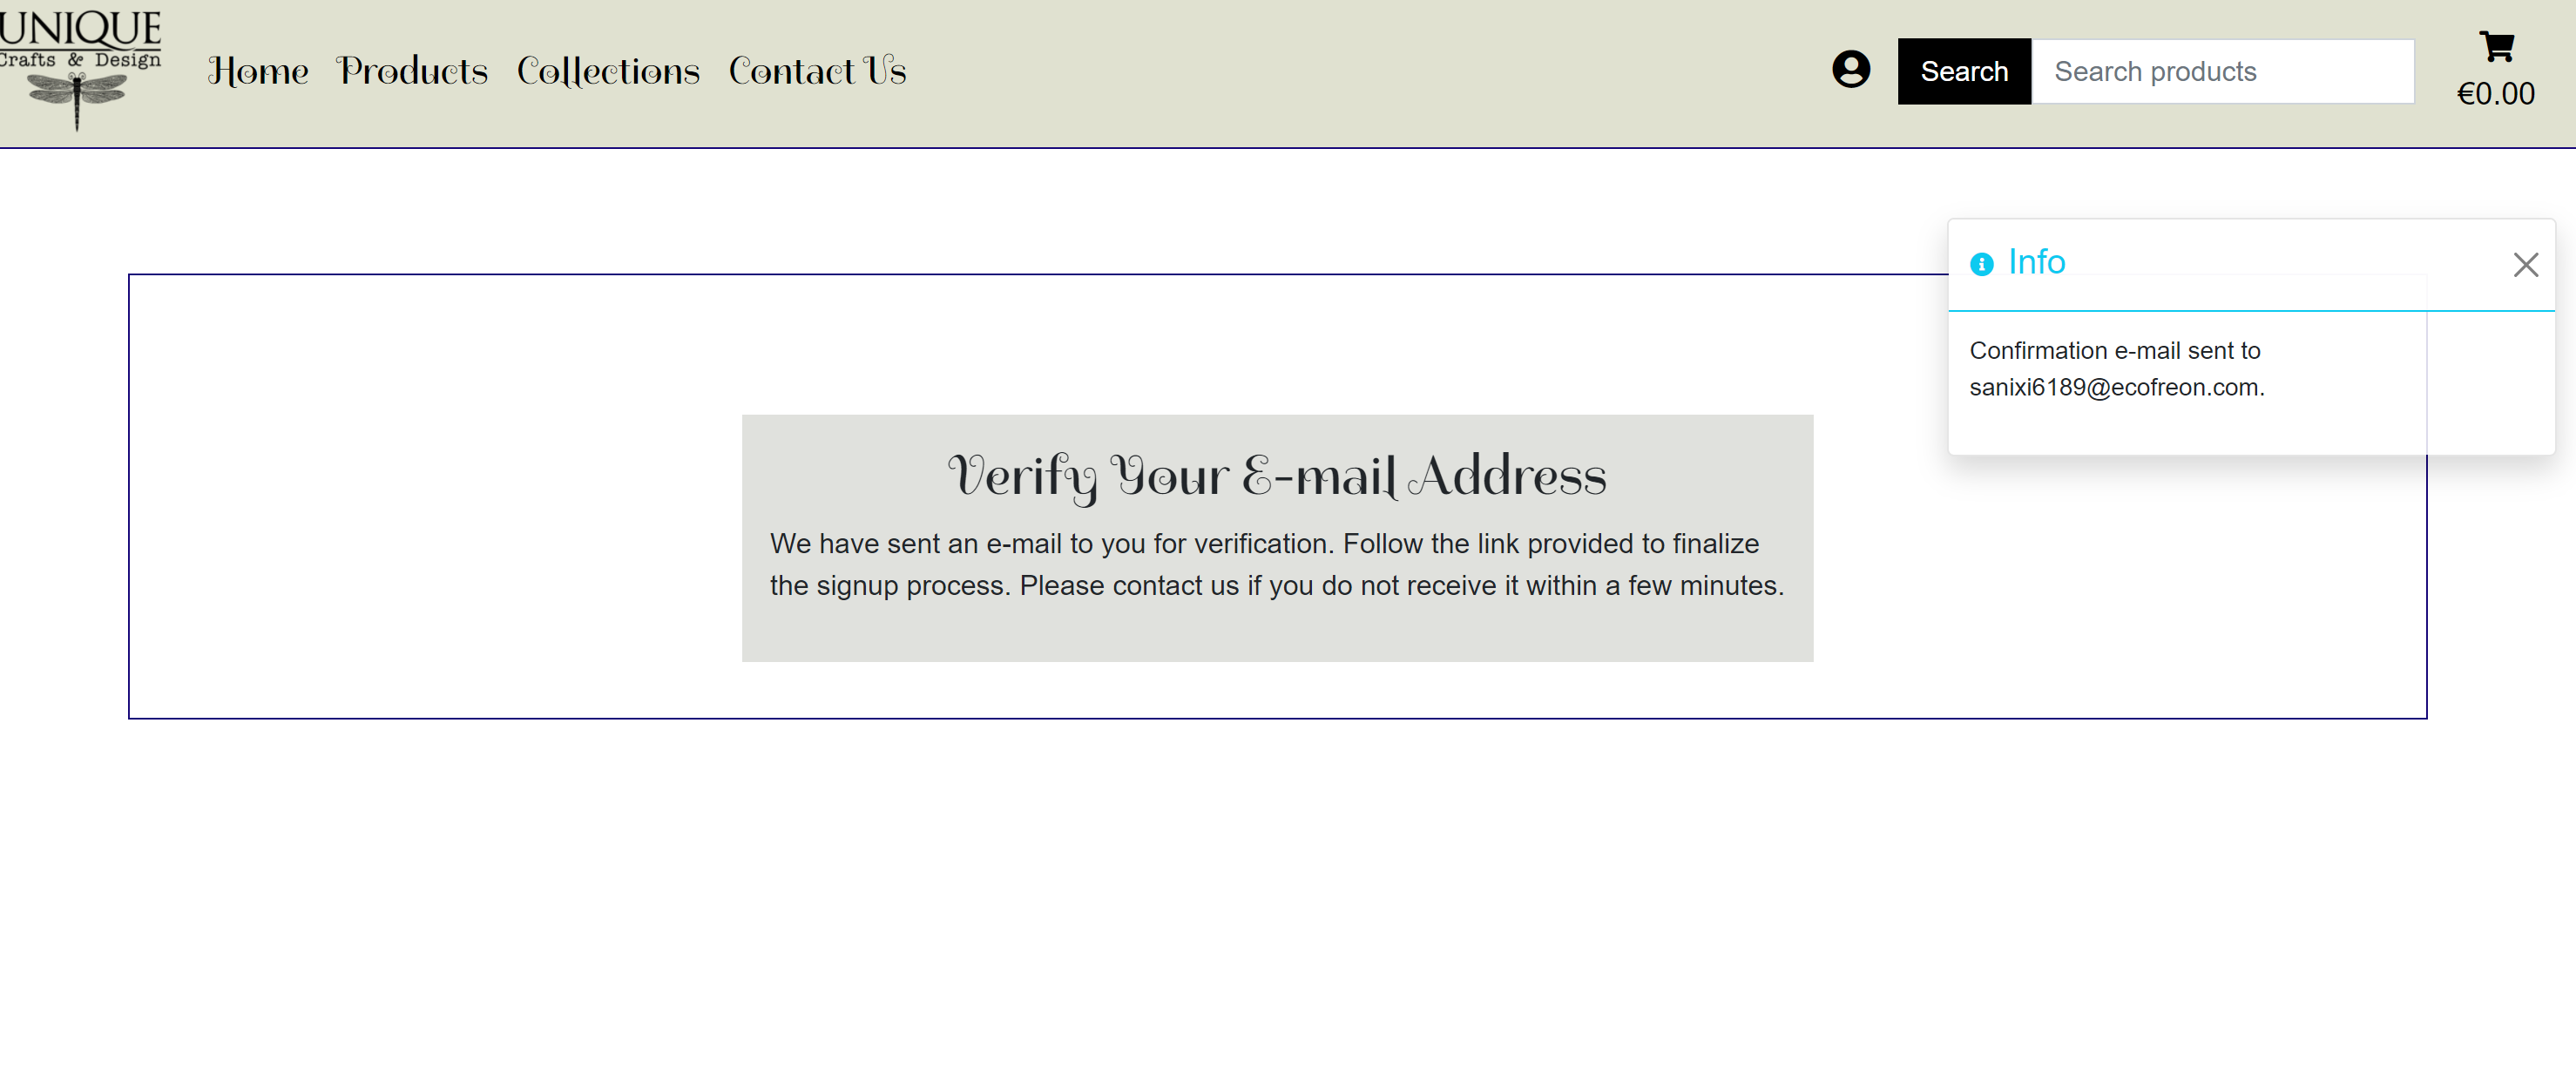 UNIQUE
Crafts & Design
Home Products Collections Contact Us
Search Search products
€0.00
Info
Confirmation e-mail sent to
sanixi6189@ecofreon.com.
Verify Your E-mail Address
We have sent an e-mail to you for verification. Follow the link provided to finalize
the signup process. Please contact us if you do not receive it within a few minutes.